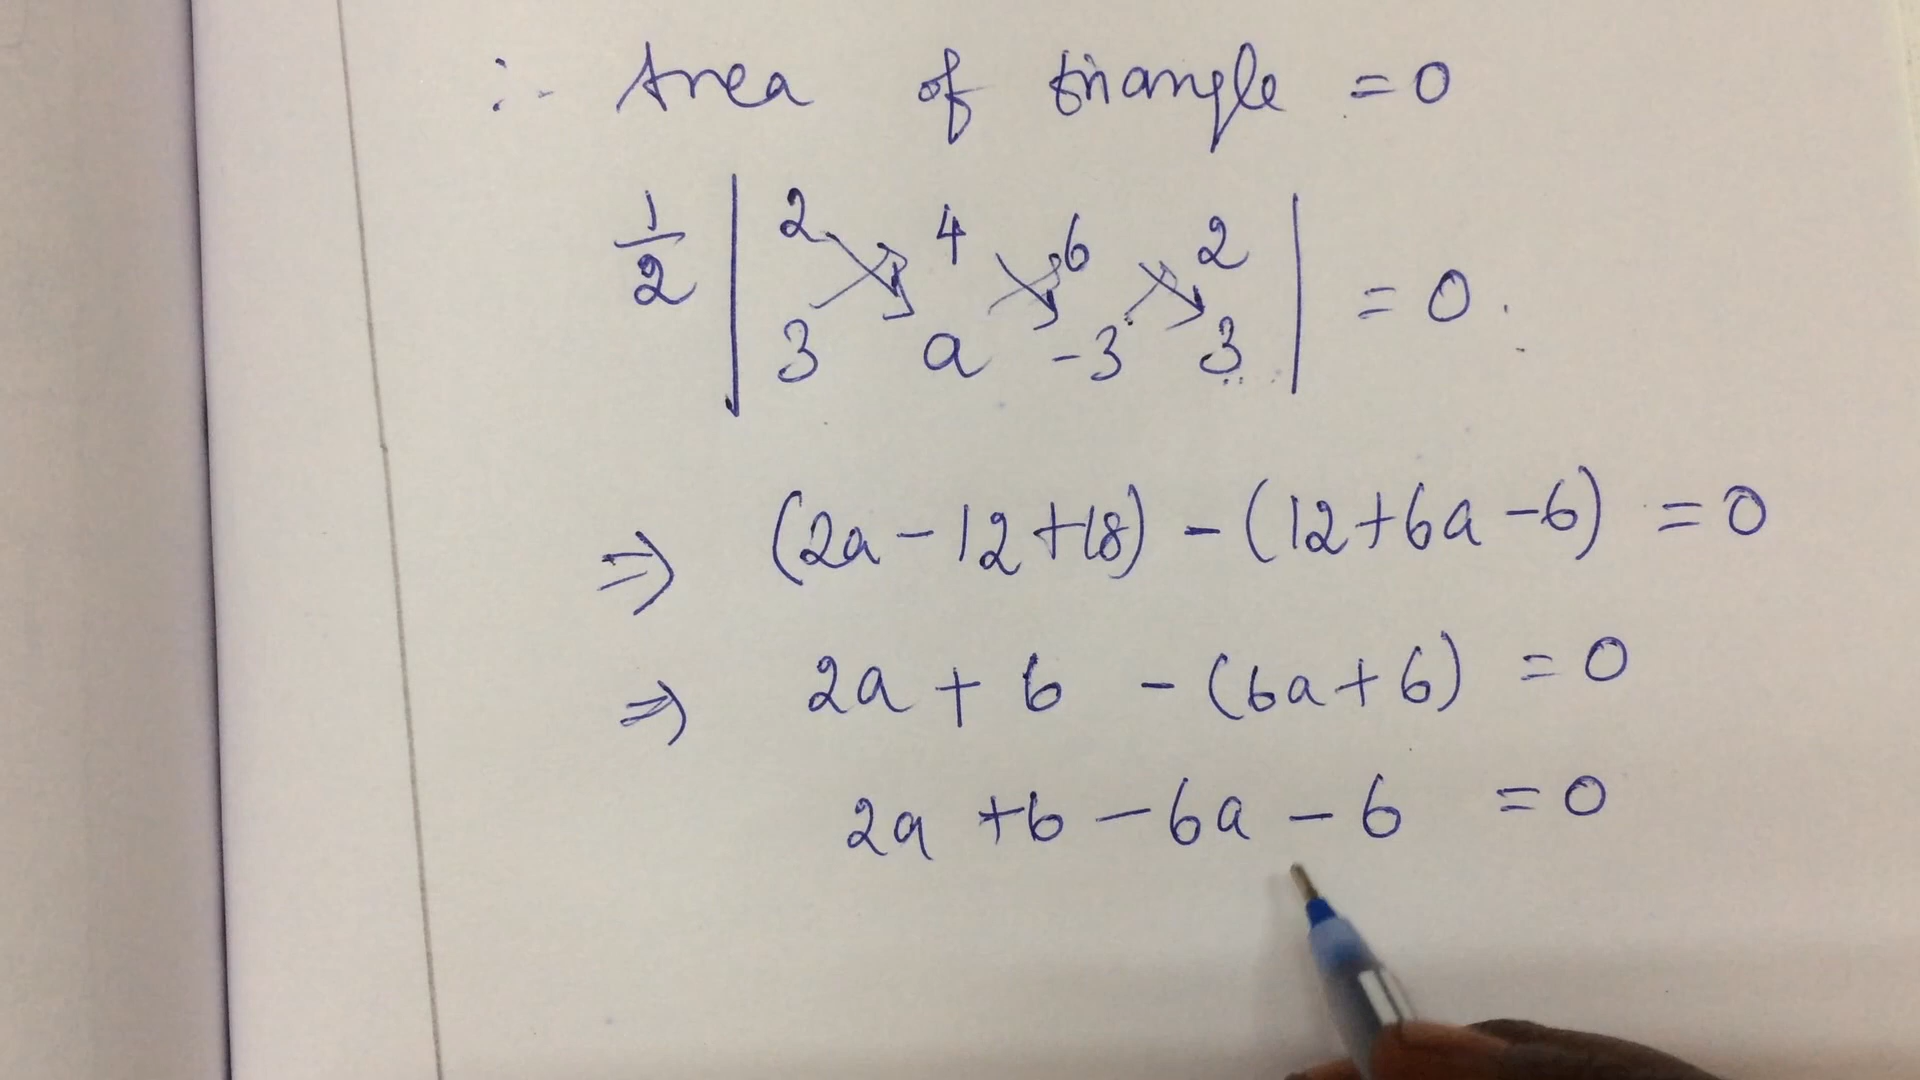 ∴ Area of triangle = 0
1/2 | 2 4 6 2 | = 0.
3 a -3 3
⇒ (2a - 12 + 18) - (12 + 6a - 6) = 0
⇒ 2a + 6 - (6a + 6) = 0
2a + 6 - 6a - 6 = 0